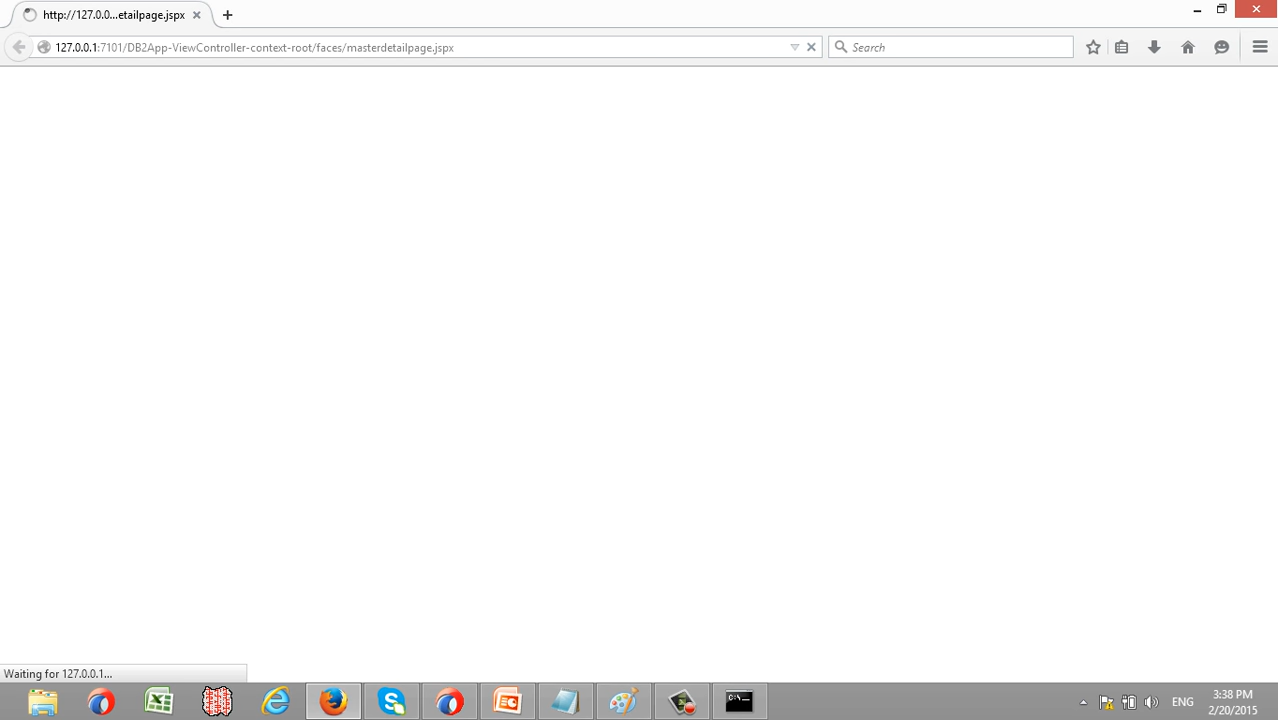 http://127.0.0...etailpage.jspx
127.0.0.1:7101/DB2App-ViewController-context-root/faces/masterdetailpage.jspx
Search
Waiting for 127.0.0.1...
ENG
3:38 PM
2/20/2015